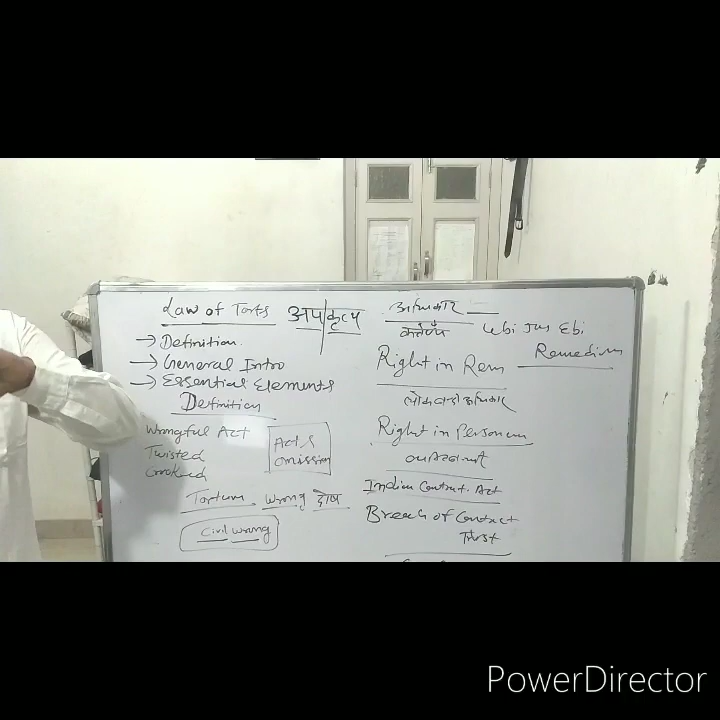 Law of Torts अपकृत्य
→ Definition.
→ General Intro
→ Essential Elements
Definition
Wrongful Act
Twisted
Crooked
Act &
omission
Tortum Wrong दोष
Civil wrong
अधिकार
कर्तव्य
Ubi Jus Ebi
Remedium
Right in Rem
लोकलक्षी अधिकार
Right in Personam
Indian Contract. Act
Breach of Contract
Trust
PowerDirector